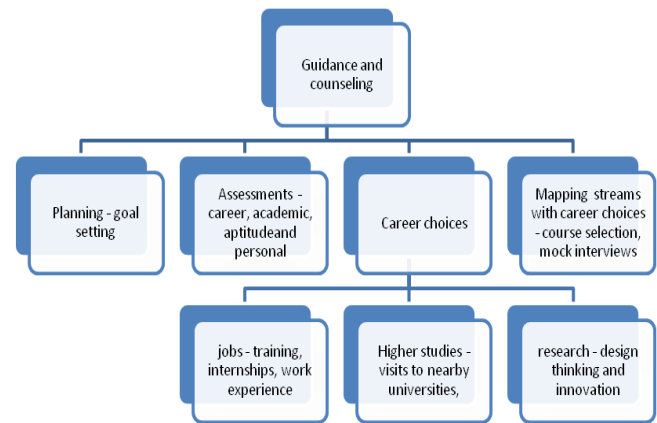 Guidance and
counseling
Planning - goal
setting
Assessments -
career, academic,
aptitudeand
personal
Career choices
Mapping streams
with career choices
- course selection,
mock interviews
jobs - training,
internships, work
experience
Higher studies -
visits to nearby
universities,
research - design
thinking and
innovation